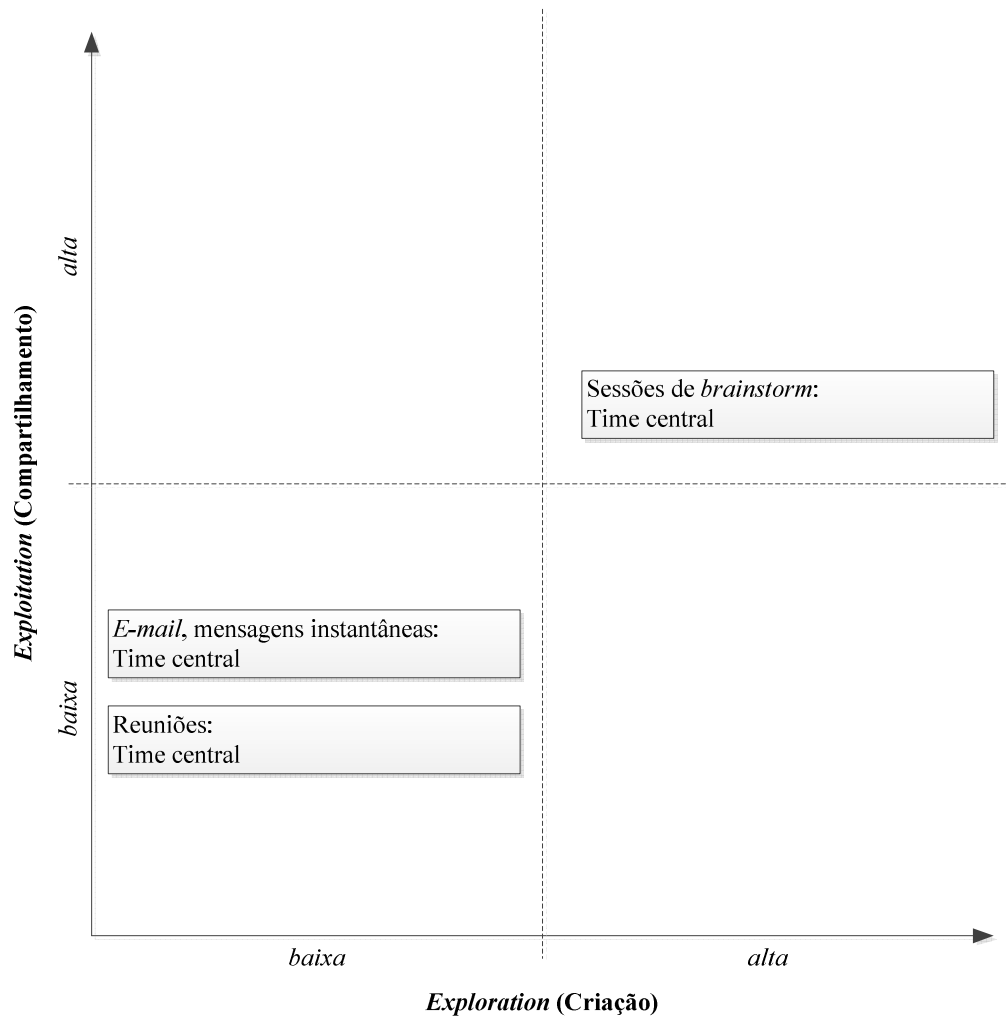 alta
Exploitation (Compartilhamento)
Sessões de brainstorm:
Time central
E-mail, mensagens instantâneas:
Time central
baixa
Reuniões:
Time central
baixa
alta
Exploration (Criação)